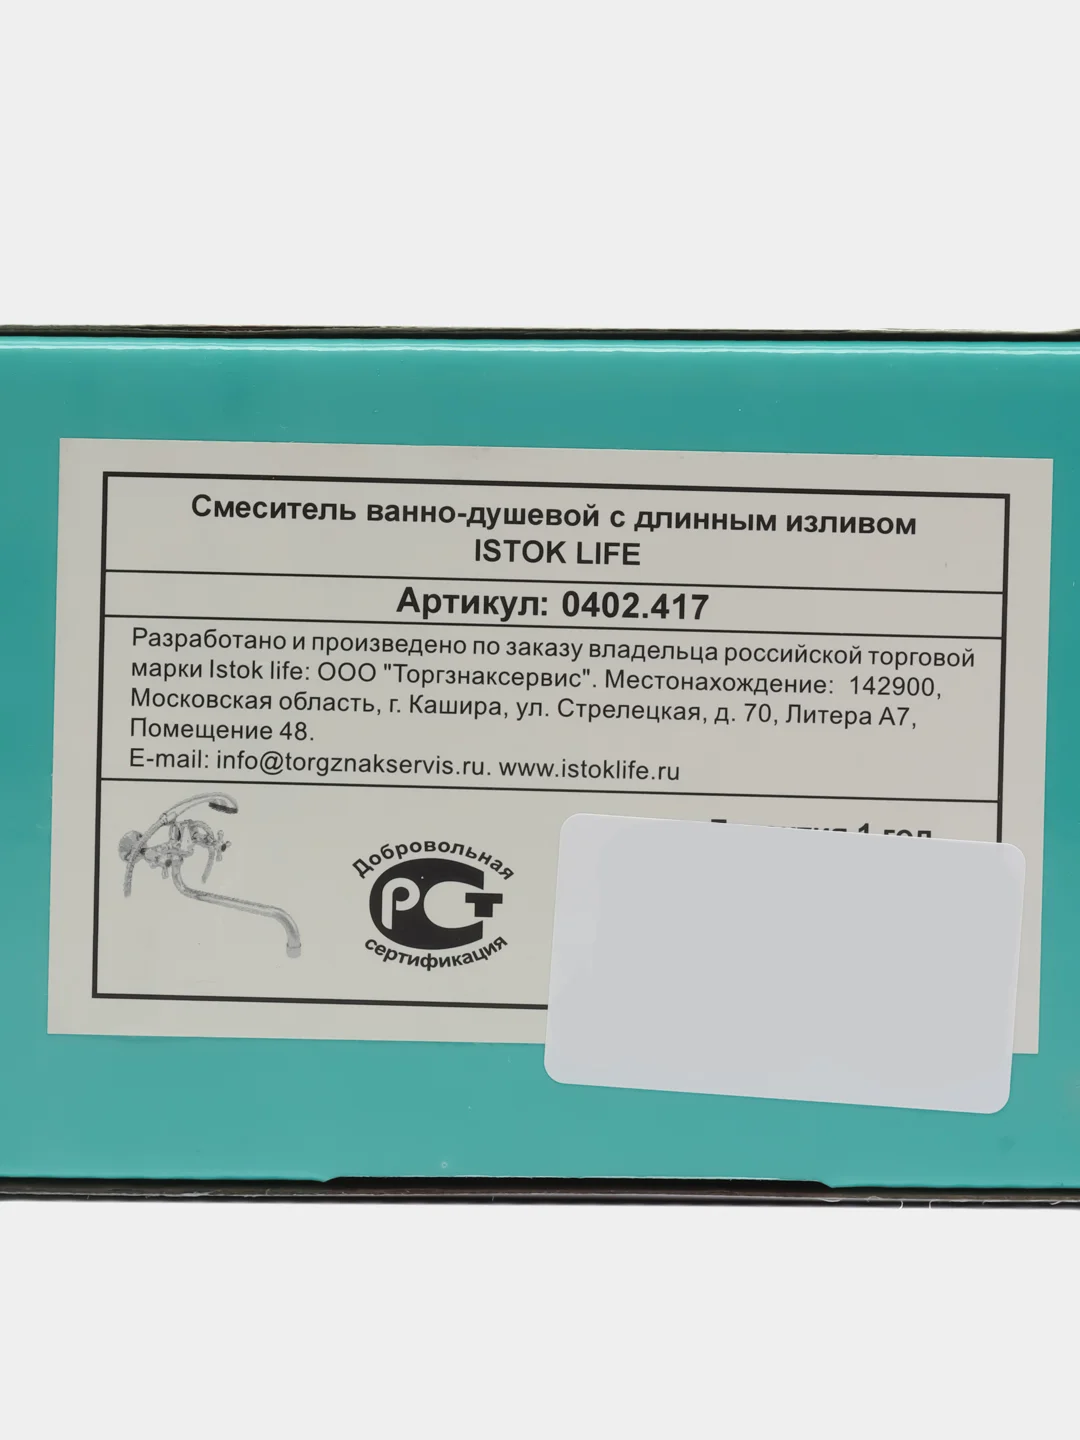 Смеситель ванно-душевой с длинным изливом
ISTOK LIFE
Артикул: 0402.417
Разработано и произведено по заказу владельца российской торговой
марки Istok life: ООО "Торгзнаксервис". Местонахождение: 142900,
Московская область, г. Кашира, ул. Стрелецкая, д. 70, Литера А7,
Помещение 48.
E-mail: info@torgznakservis.ru. www.istoklife.ru
1 год
Добровольная
РСТ
сертификация